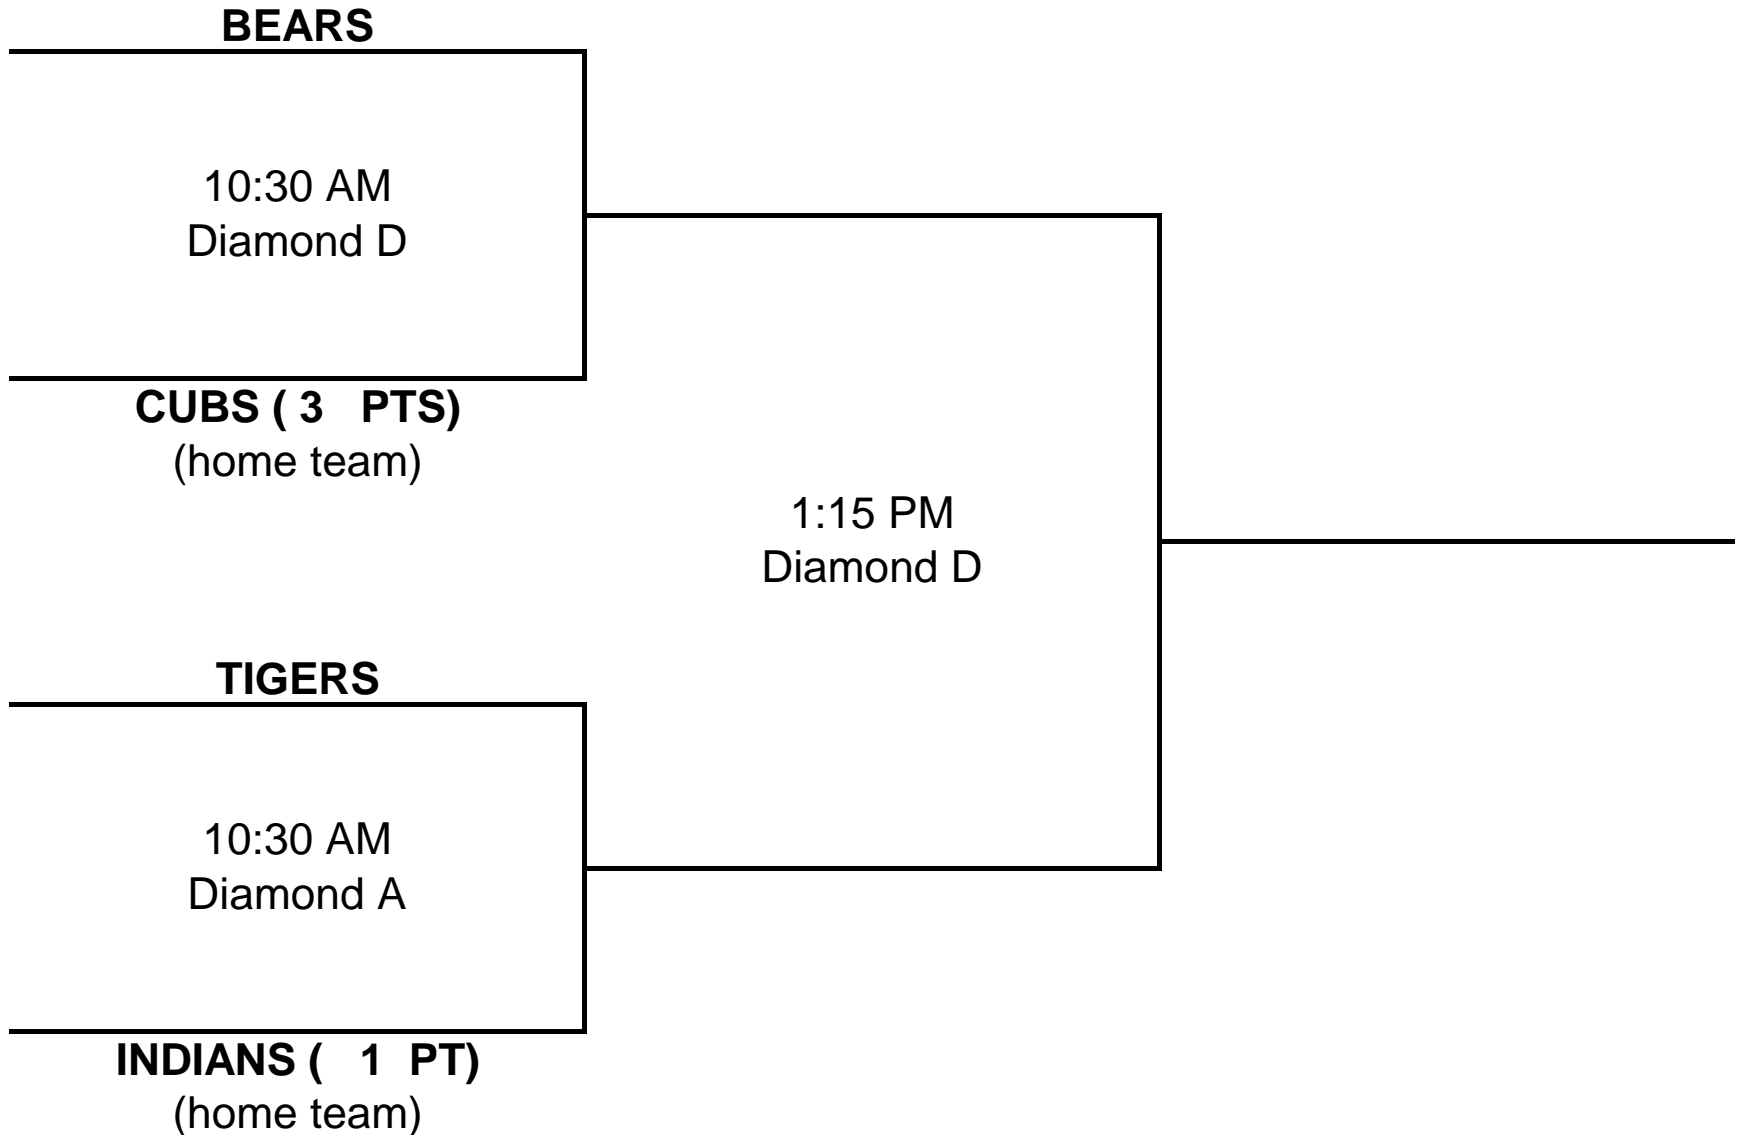 BEARS
10:30 AM
Diamond D
CUBS ( 3 PTS)
(home team)
1:15 PM
Diamond D
TIGERS
10:30 AM
Diamond A
INDIANS ( 1 PT)
(home team)